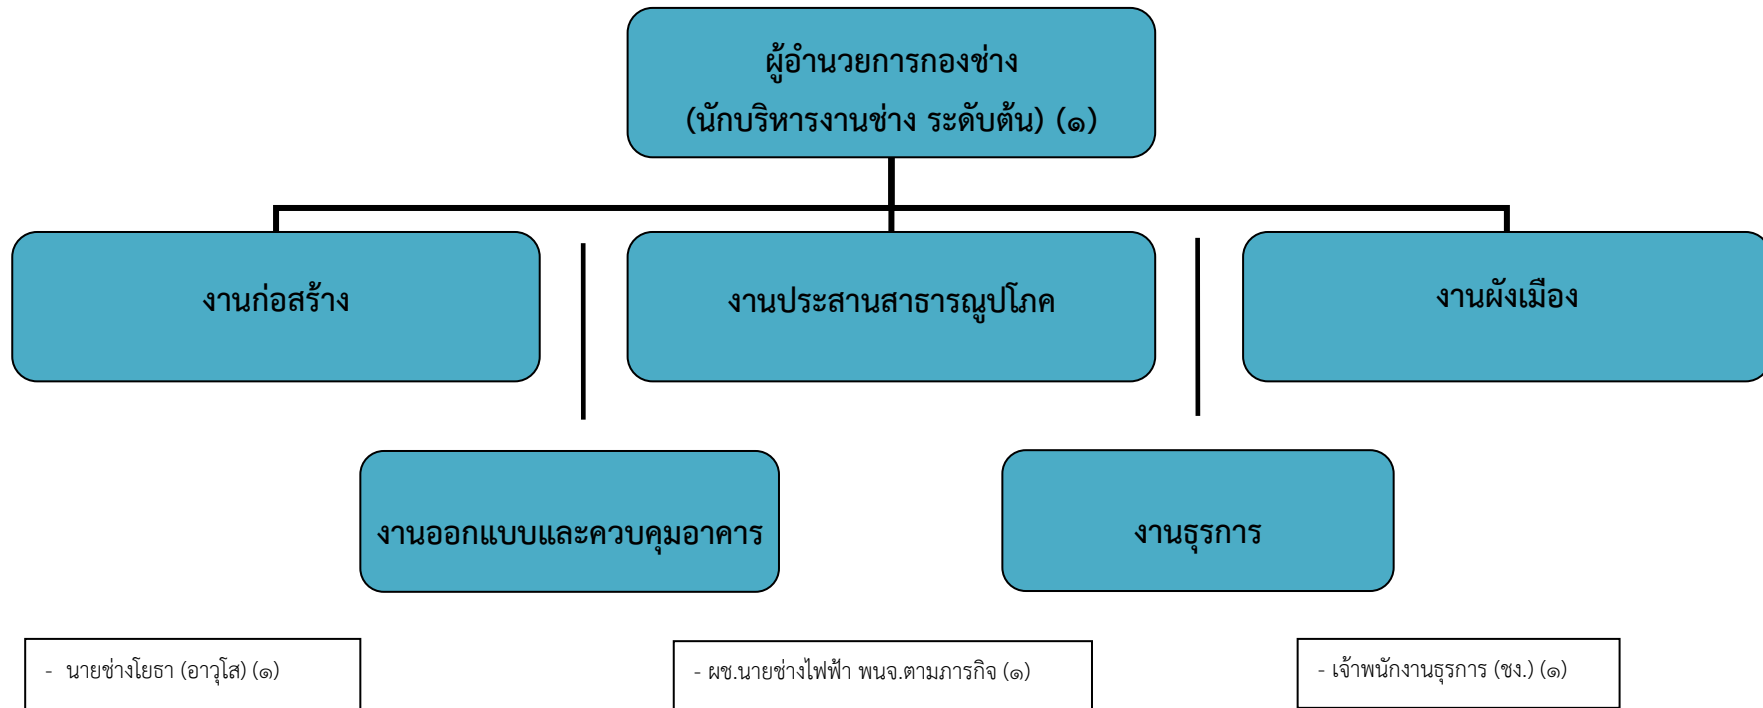 ผู้อำนวยการกองช่าง
(นักบริหารงานช่าง ระดับต้น) (๑)
งานก่อสร้าง
งานประสานสาธารณูปโภค
งานผังเมือง
งานออกแบบและควบคุมอาคาร
งานธุรการ
- นายช่างโยธา (อาวุโส) (๑)
- ผช.นายช่างไฟฟ้า พนจ.ตามภารกิจ (๑)
- เจ้าพนักงานธุรการ (ชง.) (๑)